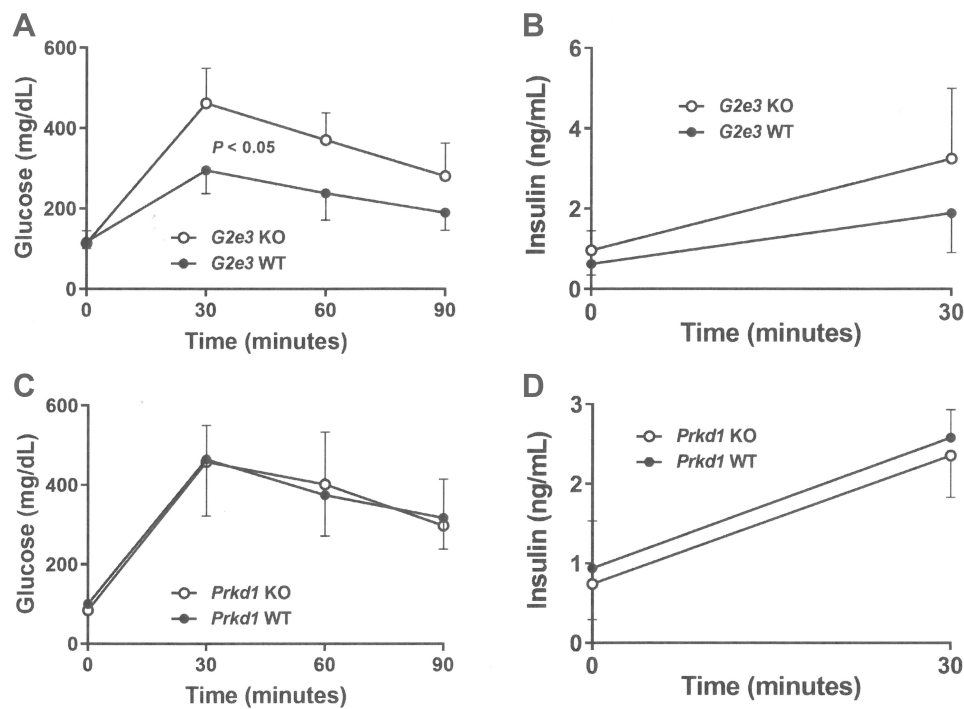 A
Glucose (mg/dL)
600
400
200
0
P < 0.05
G2e3 KO
G2e3 WT
0 30 60 90
Time (minutes)
B
Insulin (ng/mL)
6
4
2
0
G2e3 KO
G2e3 WT
0 30
Time (minutes)
C
Glucose (mg/dL)
600
400
200
0
Prkd1 KO
Prkd1 WT
0 30 60 90
Time (minutes)
D
Insulin (ng/mL)
3
2
1
0
Prkd1 KO
Prkd1 WT
0 30
Time (minutes)